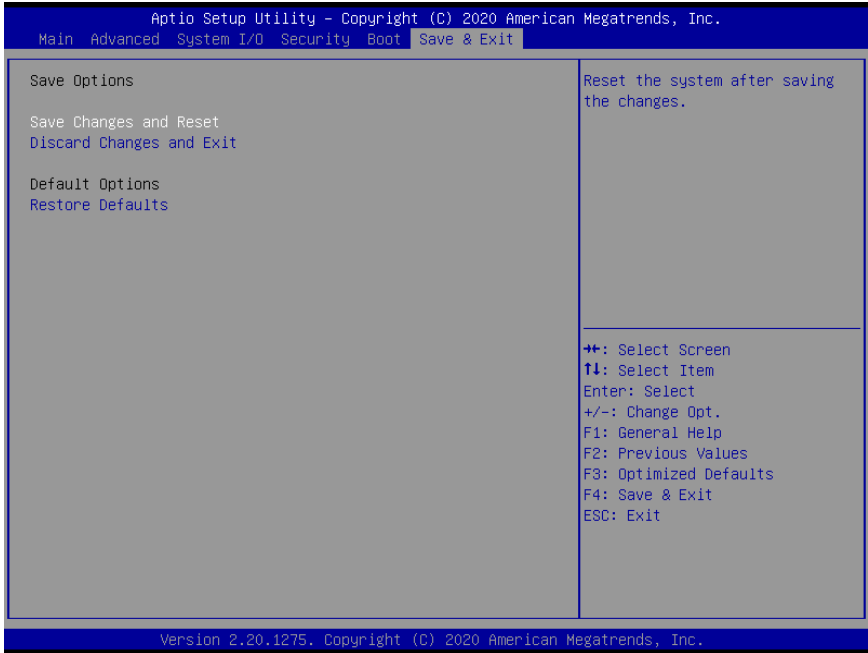 Aptio Setup Utility – Copyright (C) 2020 American Megatrends, Inc.
Main Advanced System I/O Security Boot Save & Exit
Save Options
Save Changes and Reset
Discard Changes and Exit
Default Options
Restore Defaults
Reset the system after saving
the changes.
→←: Select Screen
↑↓: Select Item
Enter: Select
+/-: Change Opt.
F1: General Help
F2: Previous Values
F3: Optimized Defaults
F4: Save & Exit
ESC: Exit
Version 2.20.1275. Copyright (C) 2020 American Megatrends, Inc.